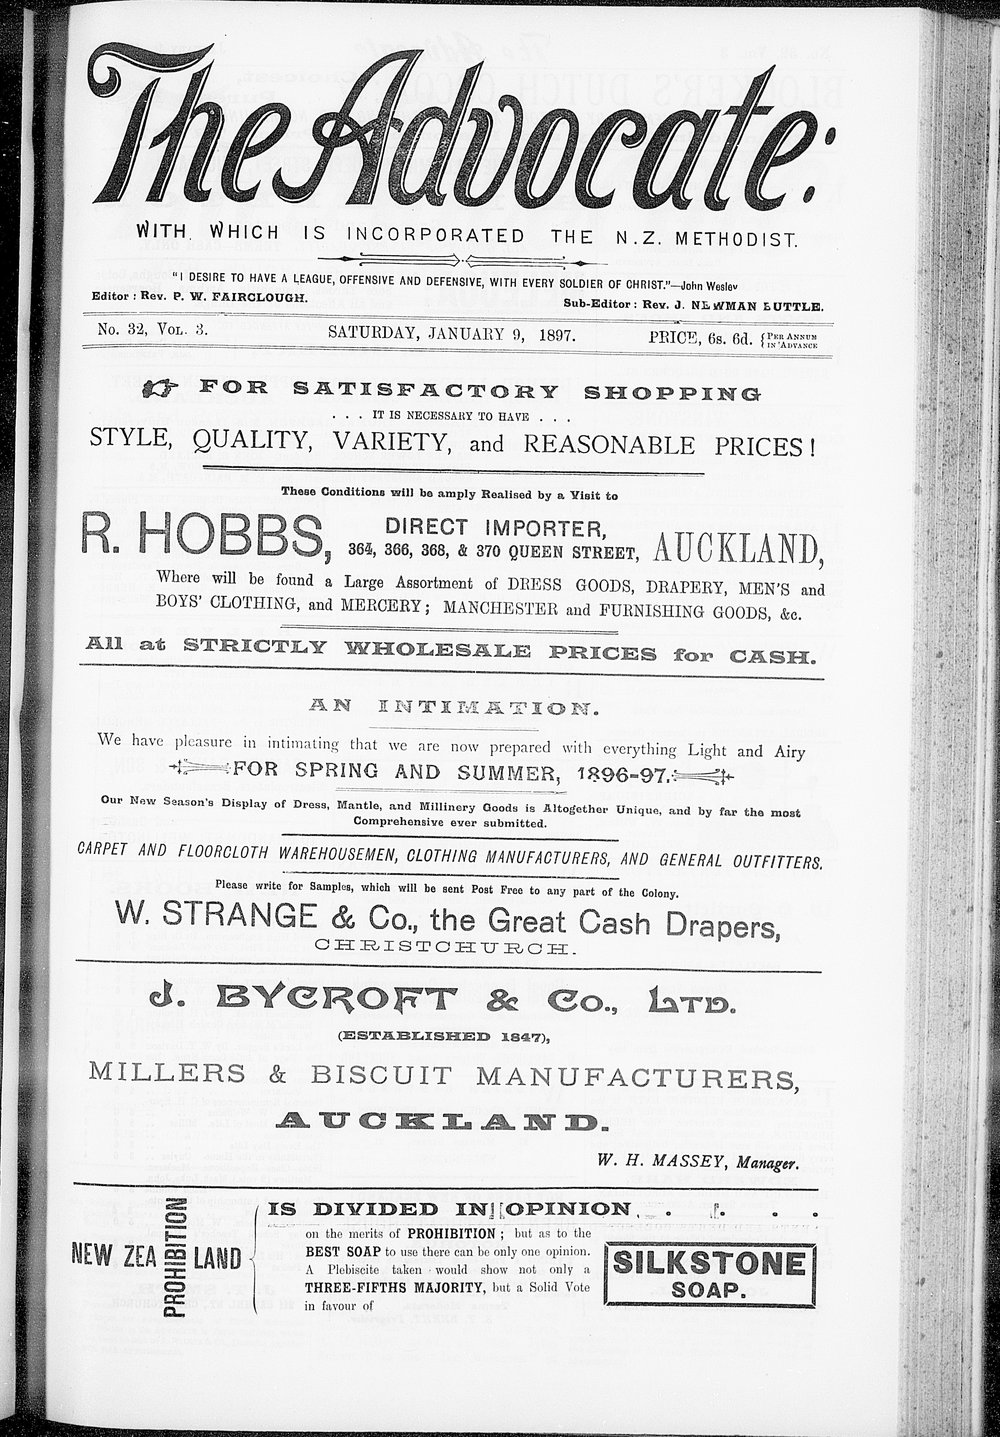 The Advocate:
WITH WHICH IS INCORPORATED THE N.Z. METHODIST.
"I DESIRE TO HAVE A LEAGUE, OFFENSIVE AND DEFENSIVE, WITH EVERY SOLDIER OF CHRIST."—John Wesley
Editor: Rev. P. W. FAIRCLOUGH.
Sub-Editor: Rev. J. NEWMAN BUTTLE.
No. 32, VOL. 3. SATURDAY, JANUARY 9, 1897. PRICE, 6s. 6d. {PER ANNUM IN ADVANCE
FOR SATISFACTORY SHOPPING
. . . IT IS NECESSARY TO HAVE . . .
STYLE, QUALITY, VARIETY, and REASONABLE PRICES!
These Conditions will be amply Realised by a Visit to
R. HOBBS, DIRECT IMPORTER, 364, 366, 368, & 370 QUEEN STREET, AUCKLAND,
Where will be found a Large Assortment of DRESS GOODS, DRAPERY, MEN'S and
BOYS' CLOTHING, and MERCERY; MANCHESTER and FURNISHING GOODS, &c.
All at STRICTLY WHOLESALE PRICES for CASH.
AN INTIMATION.
We have pleasure in intimating that we are now prepared with everything Light and Airy
FOR SPRING AND SUMMER, 1896-97.
Our New Season's Display of Dress, Mantle, and Millinery Goods is Altogether Unique, and by far the most
Comprehensive ever submitted.
CARPET AND FLOORCLOTH WAREHOUSEMEN, CLOTHING MANUFACTURERS, AND GENERAL OUTFITTERS.
Please write for Samples, which will be sent Post Free to any part of the Colony.
W. STRANGE & Co., the Great Cash Drapers,
CHRISTCHURCH.
J. BYCROFT & Co., LTD.
(ESTABLISHED 1847),
MILLERS & BISCUIT MANUFACTURERS,
AUCKLAND.
W. H. MASSEY, Manager.
NEW ZEALAND
PROHIBITION
IS DIVIDED IN OPINION . . . .
on the merits of PROHIBITION; but as to the
BEST SOAP to use there can be only one opinion.
A Plebiscite taken would show not only a
THREE-FIFTHS MAJORITY, but a Solid Vote
in favour of
SILKSTONE
SOAP.